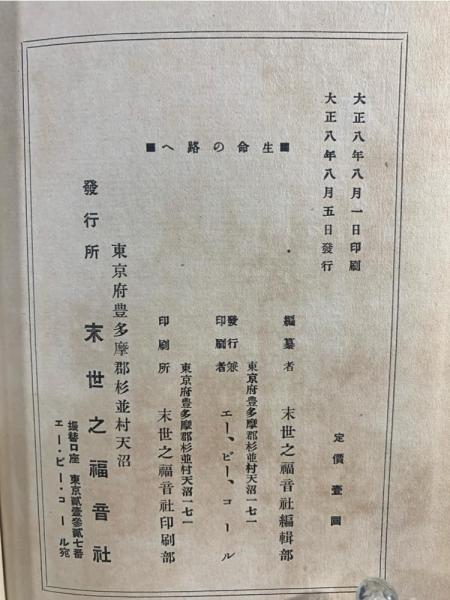 大正八年八月一日印刷
大正八年八月五日發行
定價壹圓
■生命の路へ■
編纂者 末世之福音社編輯部
東京府豊多摩郡杉並村天沼一七一
發行兼印刷者 エー、ビー、コール
東京府豊多摩郡杉並村天沼一七一
印刷所 末世之福音社印刷部
東京府豊多摩郡杉並村天沼
發行所 末世之福音社
振替口座 東京貳壹參貳七番
エー・ビー・コール宛